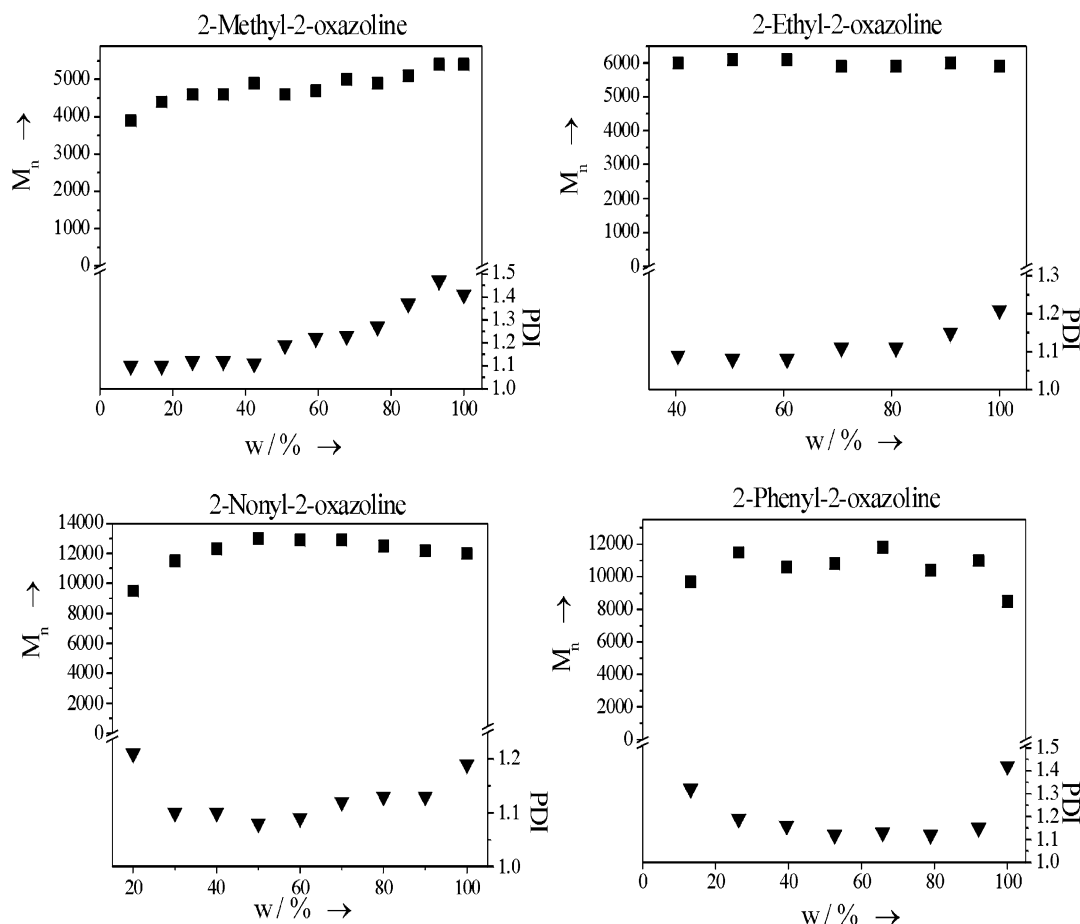 2-Methyl-2-oxazoline
5000
4000
3000
2000
1000
0
Mn →
1.5
1.4
1.3
1.2
1.1
1.0
PDI
0 20 40 60 80 100
w/% →
2-Ethyl-2-oxazoline
6000
5000
4000
3000
2000
1000
0
Mn →
1.3
1.2
1.1
1.0
PDI
40 60 80 100
w/% →
2-Nonyl-2-oxazoline
14000
12000
10000
8000
6000
4000
2000
0
Mn →
1.2
1.1
1.0
PDI
20 40 60 80 100
w/% →
2-Phenyl-2-oxazoline
12000
10000
8000
6000
4000
2000
0
Mn →
1.5
1.4
1.3
1.2
1.1
1.0
PDI
0 20 40 60 80 100
w/% →